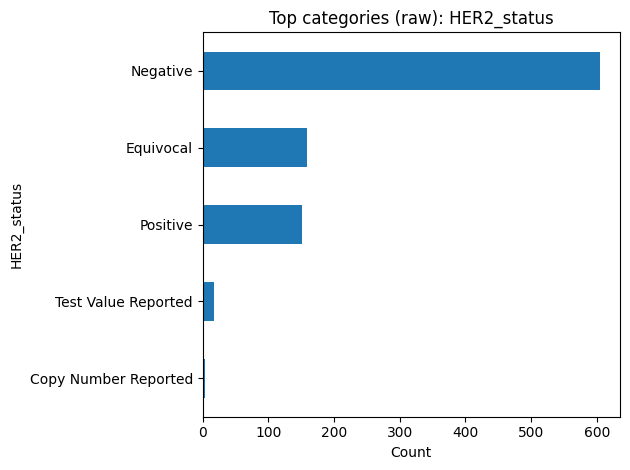 Top categories (raw): HER2_status
HER2_status
Negative
Equivocal
Positive
Test Value Reported
Copy Number Reported
0 100 200 300 400 500 600
Count